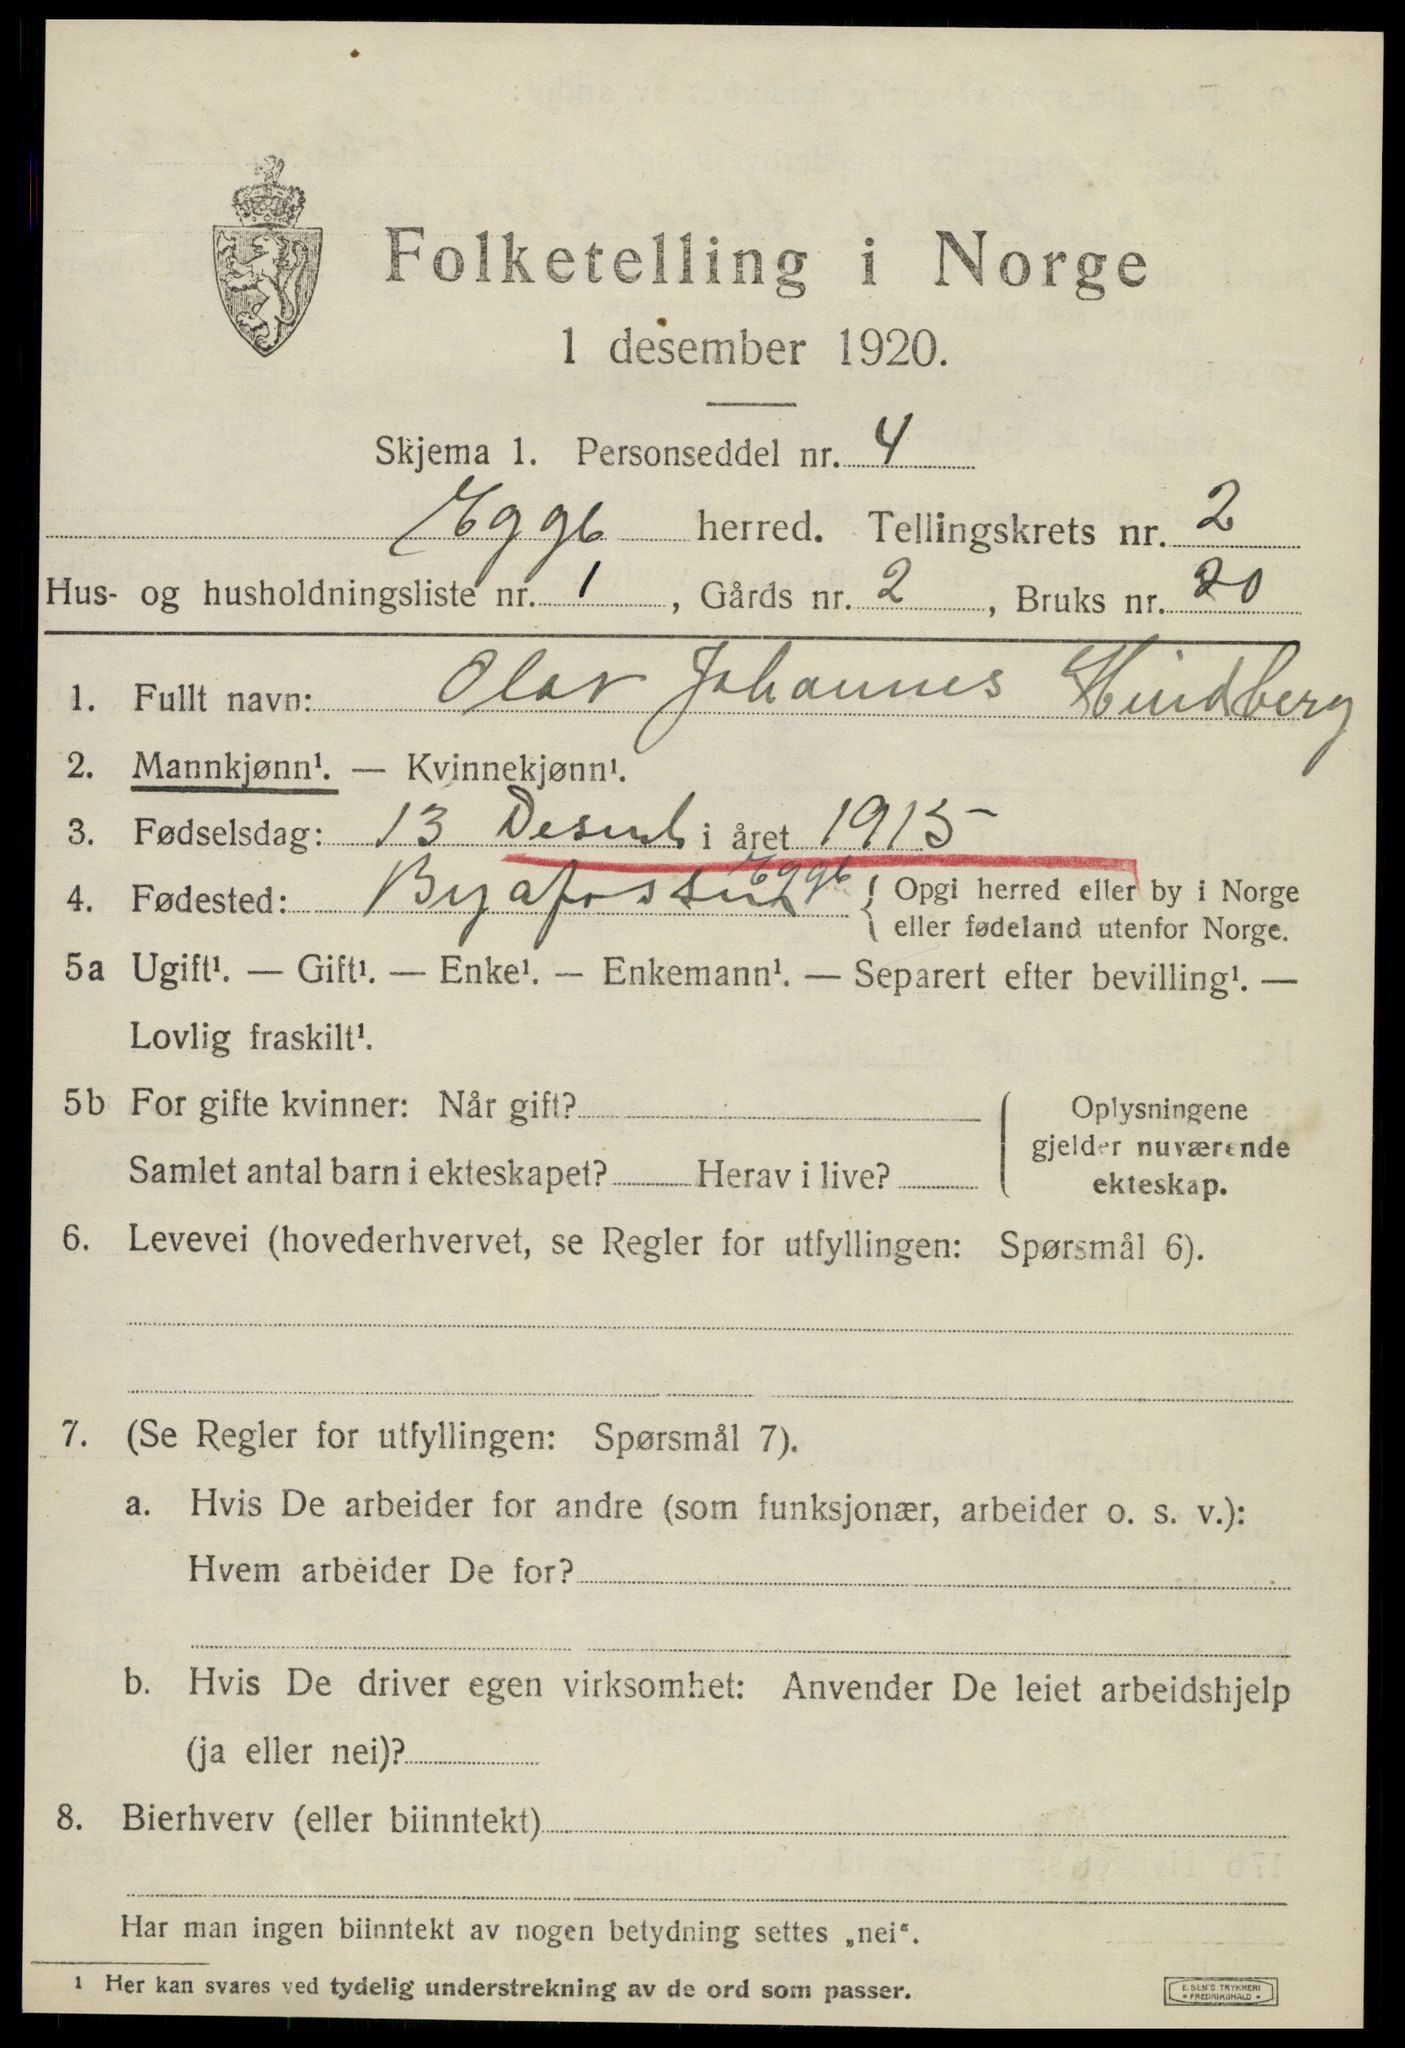 Folketelling i Norge
1 desember 1920.
Skjema 1. Personseddel nr. 4
Egge herred. Tellingskrets nr. 2
Hus- og husholdningsliste nr. 1, Gårds nr. 2, Bruks nr. 20
1. Fullt navn: Olav Johannes Hindberg
2. Mannkjønn¹. — Kvinnekjønn¹.
3. Fødselsdag: 13 Desemb i året 1915
Egge
4. Fødested: Byafossen { Opgi herred eller by i Norge
eller fødeland utenfor Norge.
5a Ugift¹. — Gift¹. — Enke¹. — Enkemann¹. — Separert efter bevilling¹. —
Lovlig fraskilt¹.
5b For gifte kvinner: Når gift?
Samlet antal barn i ekteskapet? Herav i live?
Oplysningene
gjelder nuværende
ekteskap.
6. Levevei (hovederhvervet, se Regler for utfyllingen: Spørsmål 6).
7. (Se Regler for utfyllingen: Spørsmål 7).
a. Hvis De arbeider for andre (som funksjonær, arbeider o. s. v.):
Hvem arbeider De for?
b. Hvis De driver egen virksomhet: Anvender De leiet arbeidshjelp
(ja eller nei)?
8. Bierhverv (eller biinntekt)
Har man ingen biinntekt av nogen betydning settes „nei“.
1 Her kan svares ved tydelig understrekning av de ord som passer.
E. SEM'S TRYKKERI
* FREDRIKSHALD *